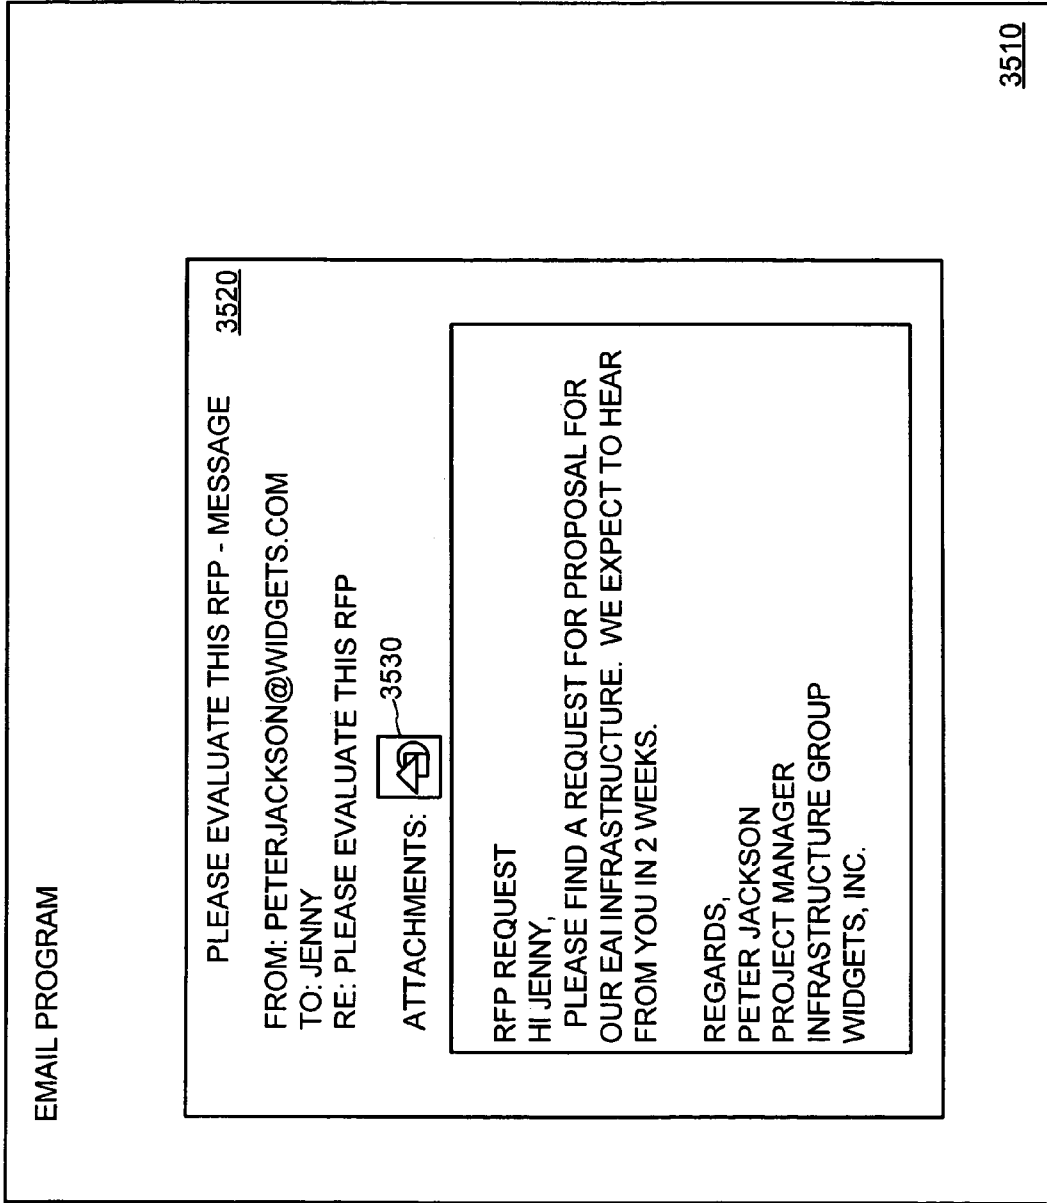 EMAIL PROGRAM
PLEASE EVALUATE THIS RFP - MESSAGE
3520
FROM: PETERJACKSON@WIDGETS.COM
TO: JENNY
RE: PLEASE EVALUATE THIS RFP
ATTACHMENTS:
3530
RFP REQUEST
HI JENNY,
PLEASE FIND A REQUEST FOR PROPOSAL FOR
OUR EAI INFRASTRUCTURE. WE EXPECT TO HEAR
FROM YOU IN 2 WEEKS.
REGARDS,
PETER JACKSON
PROJECT MANAGER
INFRASTRUCTURE GROUP
WIDGETS, INC.
3510